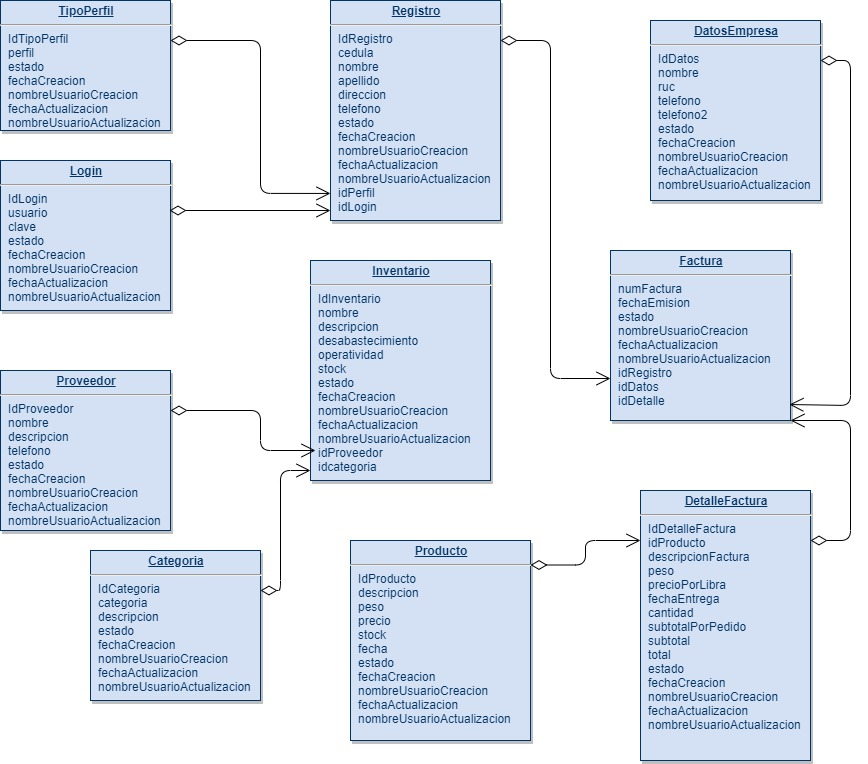 TipoPerfil
IdTipoPerfil
perfil
estado
fechaCreacion
nombreUsuarioCreacion
fechaActualizacion
nombreUsuarioActualizacion
Registro
IdRegistro
cedula
nombre
apellido
direccion
telefono
estado
fechaCreacion
nombreUsuarioCreacion
fechaActualizacion
nombreUsuarioActualizacion
idPerfil
idLogin
DatosEmpresa
IdDatos
nombre
ruc
telefono
telefono2
estado
fechaCreacion
nombreUsuarioCreacion
fechaActualizacion
nombreUsuarioActualizacion
Login
IdLogin
usuario
clave
estado
fechaCreacion
nombreUsuarioCreacion
fechaActualizacion
nombreUsuarioActualizacion
Inventario
IdInventario
nombre
descripcion
desabastecimiento
operatividad
stock
estado
fechaCreacion
nombreUsuarioCreacion
fechaActualizacion
nombreUsuarioActualizacion
idProveedor
idcategoria
Factura
numFactura
fechaEmision
estado
nombreUsuarioCreacion
fechaActualizacion
nombreUsuarioActualizacion
idRegistro
idDatos
idDetalle
Proveedor
IdProveedor
nombre
descripcion
telefono
estado
fechaCreacion
nombreUsuarioCreacion
fechaActualizacion
nombreUsuarioActualizacion
Categoria
IdCategoria
categoria
descripcion
estado
fechaCreacion
nombreUsuarioCreacion
fechaActualizacion
nombreUsuarioActualizacion
Producto
IdProducto
descripcion
peso
precio
stock
fecha
estado
fechaCreacion
nombreUsuarioCreacion
fechaActualizacion
nombreUsuarioActualizacion
DetalleFactura
IdDetalleFactura
idProducto
descripcionFactura
peso
precioPorLibra
fechaEntrega
cantidad
subtotalPorPedido
subtotal
total
estado
fechaCreacion
nombreUsuarioCreacion
fechaActualizacion
nombreUsuarioActualizacion